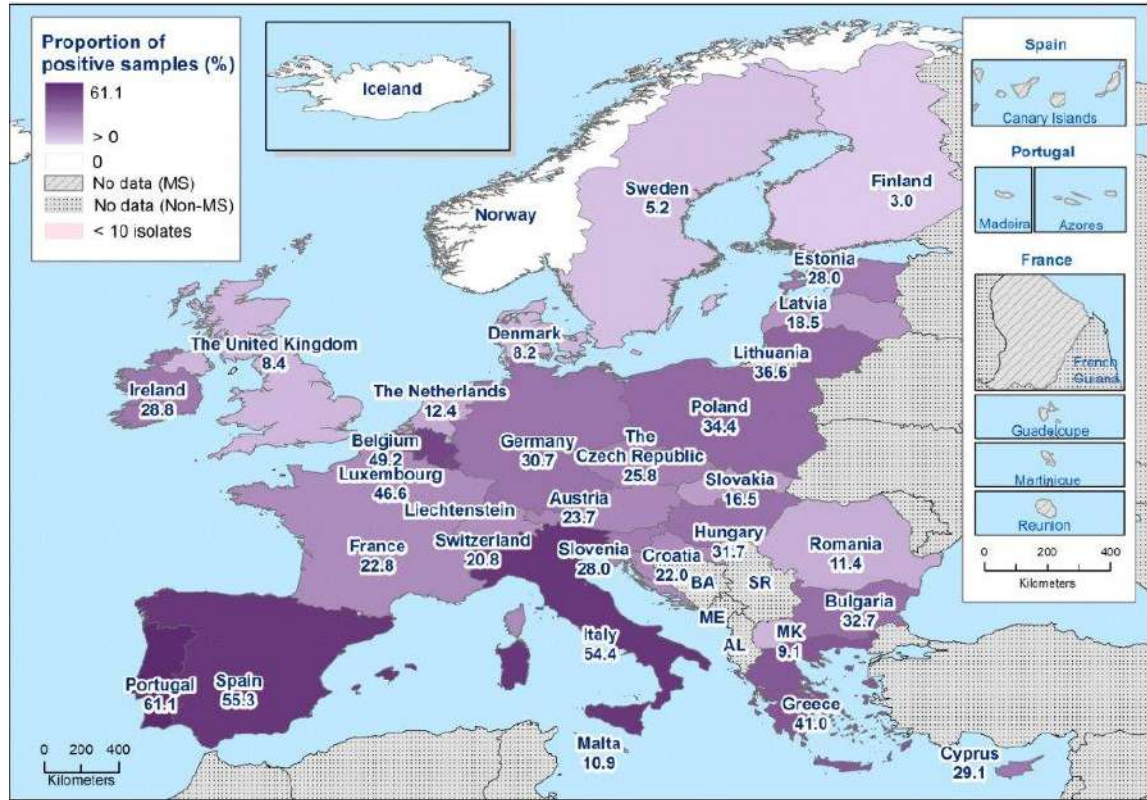 Proportion of
positive samples (%)
61.1
> 0
0
No data (MS)
No data (Non-MS)
< 10 isolates
Iceland
Norway
Sweden
5.2
Finland
3.0
Estonia
28.0
Latvia
18.5
Lithuania
36.6
Denmark
8.2
The United Kingdom
8.4
Ireland
28.8
The Netherlands
12.4
Belgium
49.2
Luxembourg
46.6
Germany
30.7
Poland
34.4
The
Czech Republic
25.8
Slovakia
16.5
Liechtenstein
Austria
23.7
Switzerland
20.8
France
22.8
Slovenia
28.0
Hungary
31.7
Croatia
22.0
Romania
11.4
BA
SR
ME
AL
MK
9.1
Bulgaria
32.7
Italy
54.4
Portugal
61.1
Spain
55.3
Greece
41.0
Malta
10.9
Cyprus
29.1
0 200 400
Kilometers
Spain
Canary Islands
Portugal
Madeira
Azores
France
French
Guiana
Guadeloupe
Martinique
Reunion
0 200 400
Kilometers